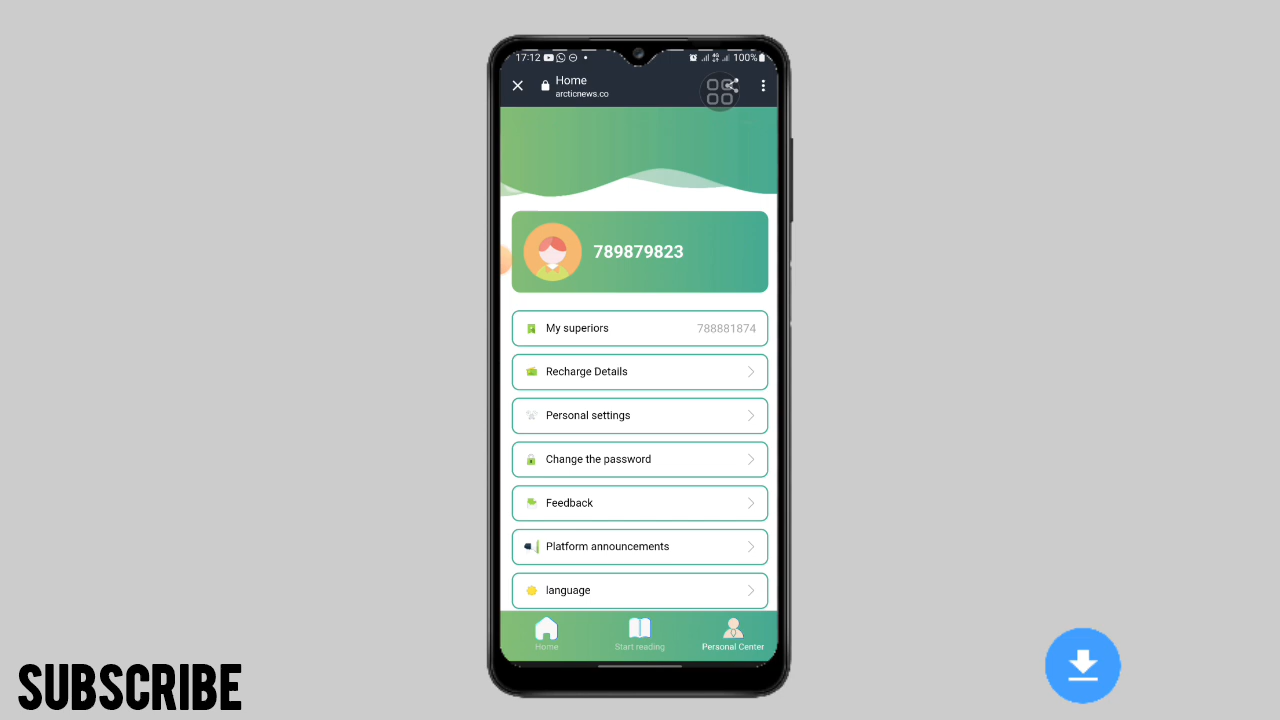 17:12
100%
Home
arcticnews.co
789879823
My superiors 788881874
Recharge Details
Personal settings
Change the password
Feedback
Platform announcements
language
Home Start reading Personal Center
SUBSCRIBE